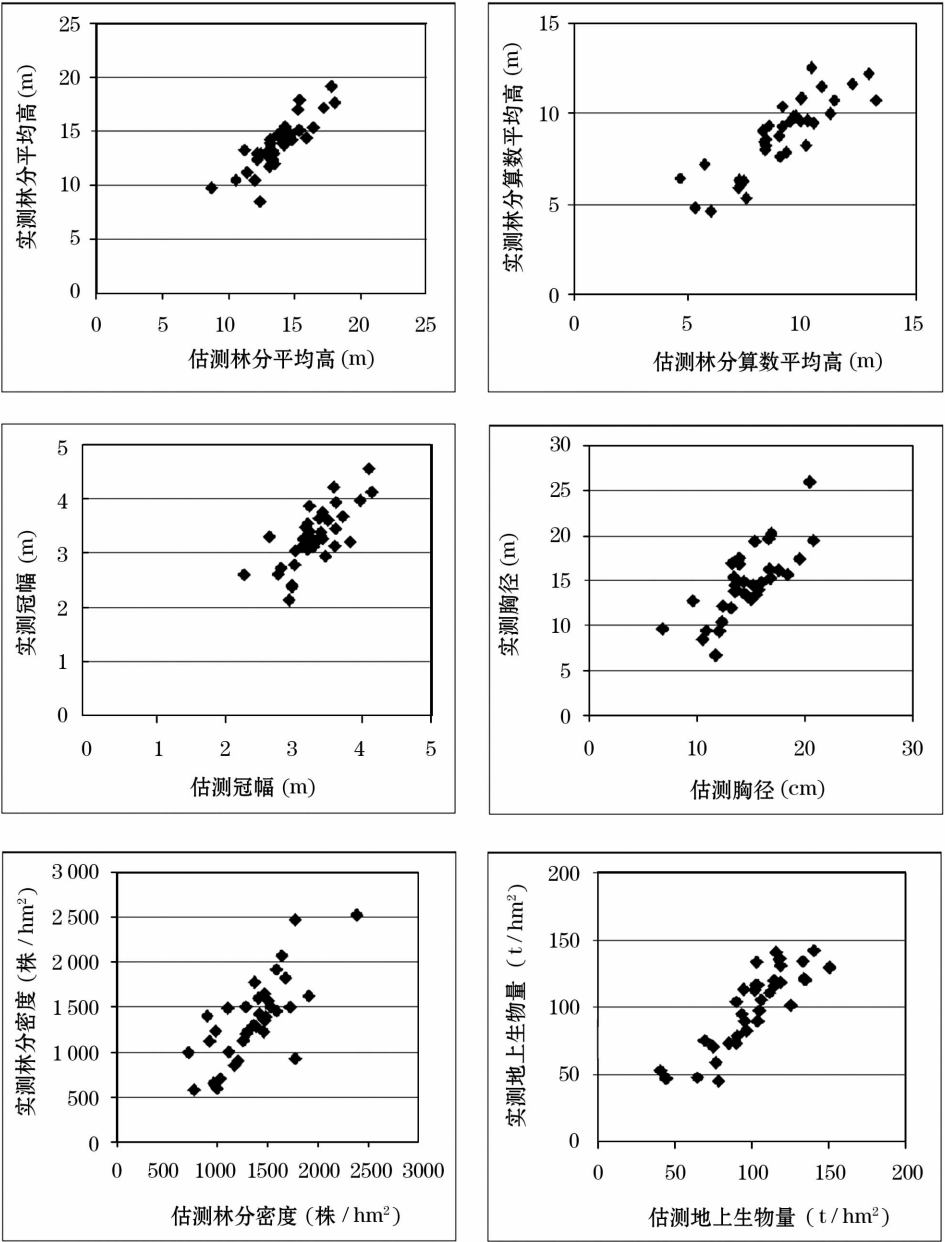 25
20
15
10
5
0
实测林分平均高 (m)
0 5 10 15 20 25
估测林分平均高 (m)
15
10
5
0
实测林分算数平均高 (m)
0 5 10 15
估测林分算数平均高 (m)
5
4
3
2
1
0
实测冠幅 (m)
0 1 2 3 4 5
估测冠幅 (m)
30
25
20
15
10
5
0
实测胸径 (m)
0 10 20 30
估测胸径 (cm)
3 000
2 500
2 000
1 500
1 000
500
0
实测林分密度 (株 / hm²)
0 500 1000 1500 2000 2500 3000
估测林分密度 (株 / hm²)
200
150
100
50
0
实测地上生物量 ( t / hm²)
0 50 100 150 200
估测地上生物量 ( t / hm²)